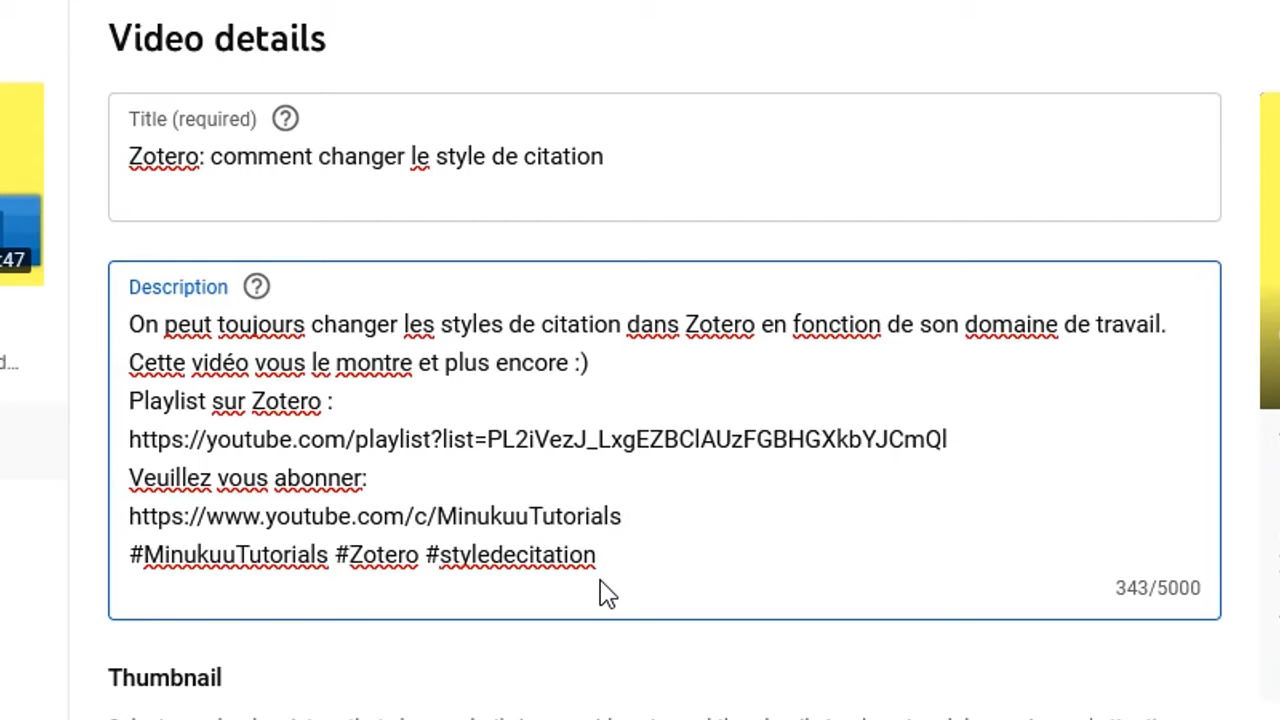 Video details
Title (required)
Zotero: comment changer le style de citation
:47
Description
On peut toujours changer les styles de citation dans Zotero en fonction de son domaine de travail.
Cette vidéo vous le montre et plus encore :)
d...
Playlist sur Zotero :
https://youtube.com/playlist?list=PL2iVezJ_LxgEZBClAUzFGBHGXkbYJCmQl
Veuillez vous abonner:
https://www.youtube.com/c/MinukuuTutorials
#MinukuuTutorials #Zotero #styledecitation
343/5000
Thumbnail